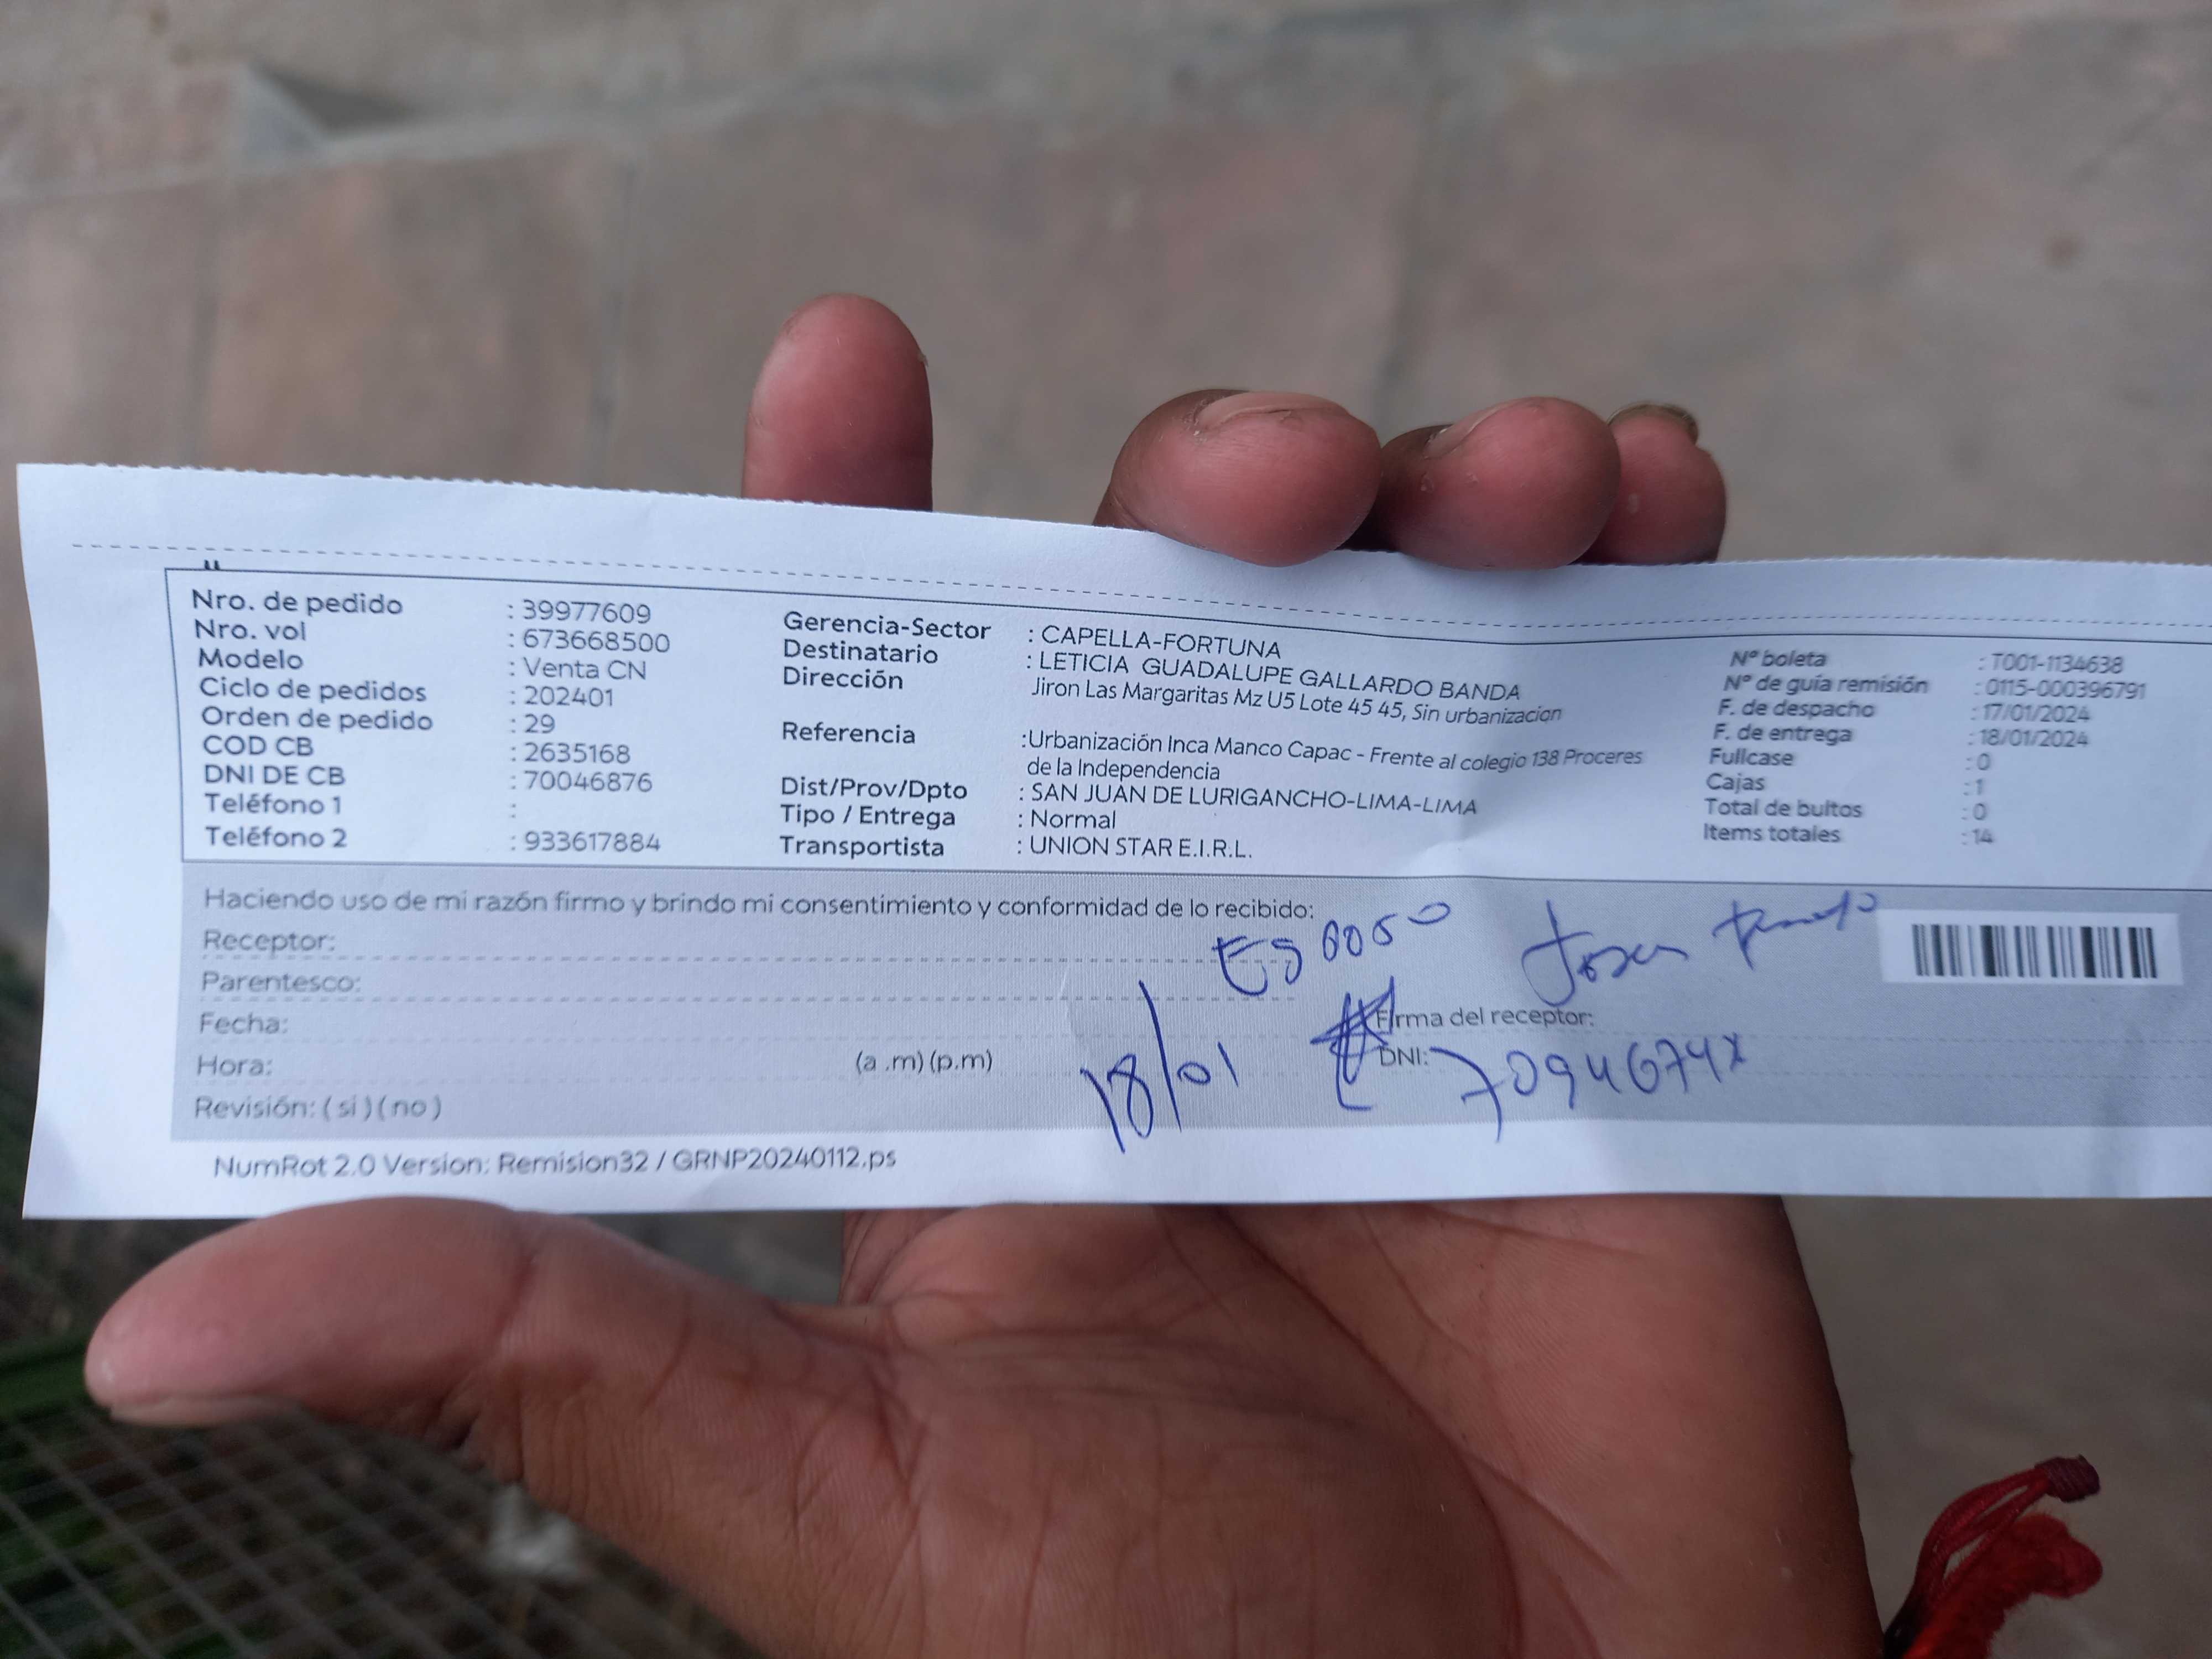 Nro. de pedido : 39977609
Nro. vol : 673668500
Modelo : Venta CN
Ciclo de pedidos : 202401
Orden de pedido : 29
COD CB : 2635168
DNI DE CB : 70046876
Teléfono 1 :
Teléfono 2 : 933617884
Gerencia-Sector : CAPELLA-FORTUNA
Destinatario : LETICIA GUADALUPE GALLARDO BANDA
Dirección Jiron Las Margaritas Mz U5 Lote 45 45, Sin urbanizacion
Referencia :Urbanización Inca Manco Capac - Frente al colegio 138 Proceres
de la Independencia
Dist/Prov/Dpto : SAN JUAN DE LURIGANCHO-LIMA-LIMA
Tipo / Entrega : Normal
Transportista : UNION STAR E.I.R.L.
Nº boleta : T001-1134638
Nº de guía remisión : 0115-000396791
F. de despacho : 17/01/2024
F. de entrega : 18/01/2024
Fullcase : 0
Cajas : 1
Total de bultos : 0
Items totales : 14
Haciendo uso de mi razón firmo y brindo mi consentimiento y conformidad de lo recibido:
Receptor:
Parentesco:
Fecha: 18/01
Hora: (a .m) (p.m)
Revisión: ( si ) ( no )
Firma del receptor:
DNI:
NumRot 2.0 Version: Remision32 / GRNP20240112.ps